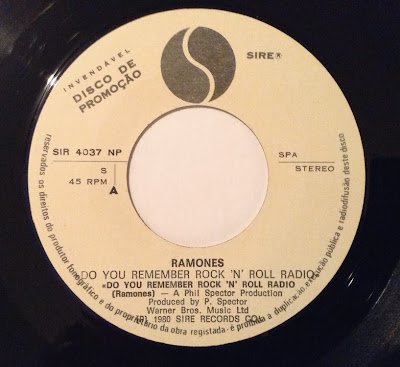 INVENDÁVEL
DISCO DE
PROMOÇÃO
SIRE®
SIR 4037 NP
SPA
S
STEREO
45 RPM
A
RAMONES
DO YOU REMEMBER ROCK 'N' ROLL RADIO
«DO YOU REMEMBER ROCK 'N' ROLL RADIO
(Ramones) — A Phil Spector Production
Produced by P. Spector
Warner Bros. Music Ltd
(P) 1980 SIRE RECORDS CO.
reservados os direitos do produtor fonográfico e do proprietário da obra registada · é proibida a duplicação, execução pública e radiodifusão deste disco